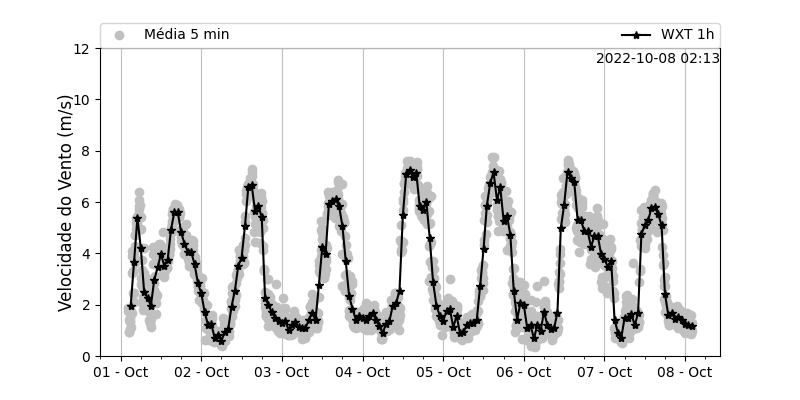 Média 5 min
WXT 1h
2022-10-08 02:13
Velocidade do Vento (m/s)
12
10
8
6
4
2
0
01 - Oct 02 - Oct 03 - Oct 04 - Oct 05 - Oct 06 - Oct 07 - Oct 08 - Oct